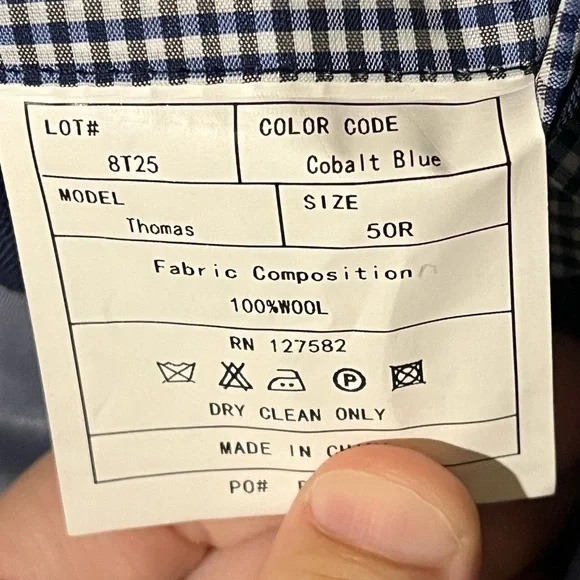 LOT# COLOR CODE
8T25 Cobalt Blue
MODEL SIZE
Thomas 50R
Fabric Composition
100%WOOL
RN 127582
P
DRY CLEAN ONLY
MADE IN
PO#